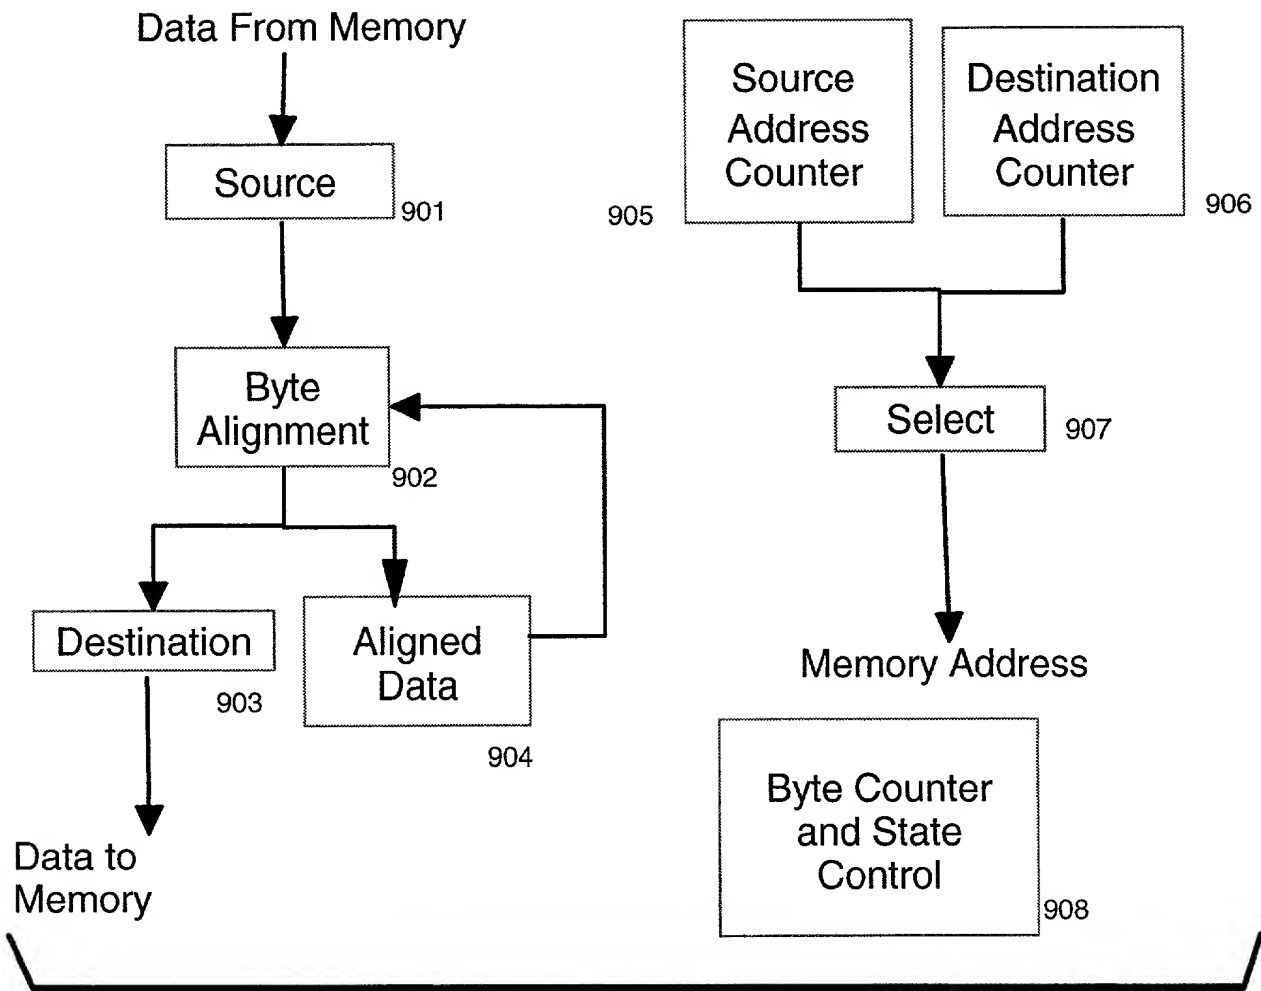 Data From Memory
Source
901
Byte
Alignment
902
Destination
903
Aligned
Data
904
Data to
Memory
Source
Address
Counter
905
Destination
Address
Counter
906
Select
907
Memory Address
Byte Counter
and State
Control
908